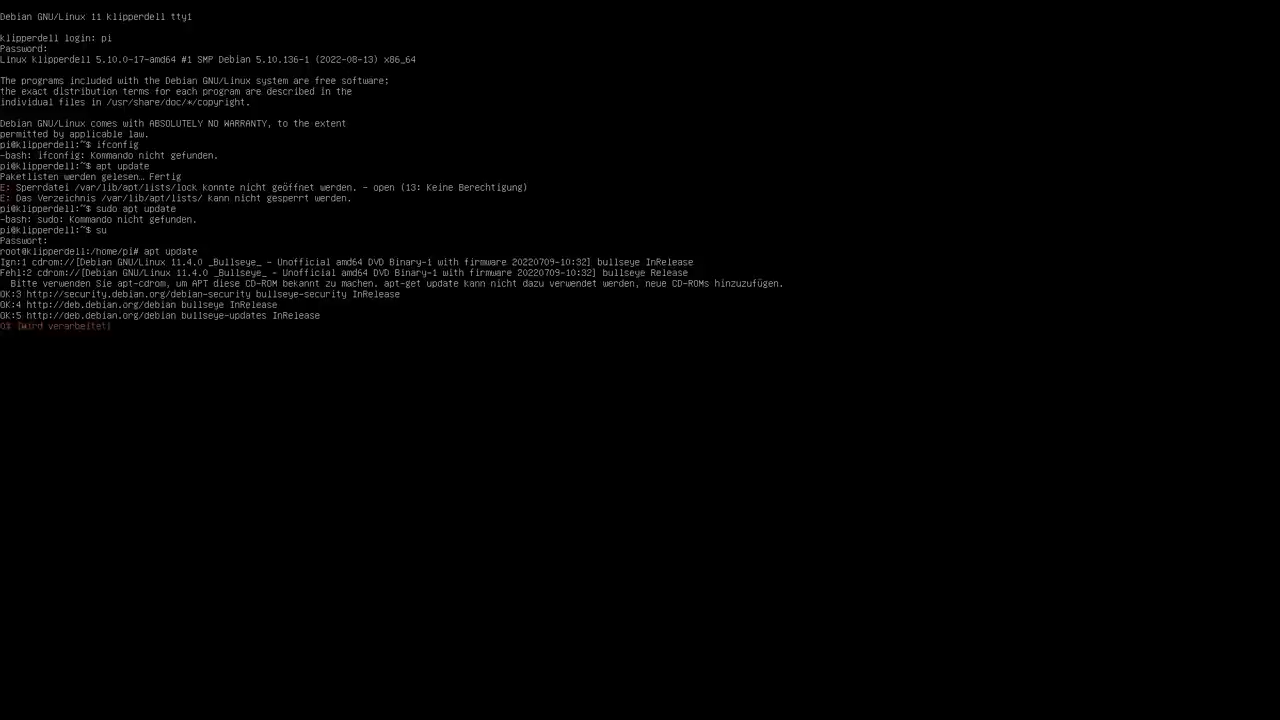 Debian GNU/Linux 11 klipperdell tty1
klipperdell login: pi
Password:
Linux klipperdell 5.10.0-17-amd64 #1 SMP Debian 5.10.136-1 (2022-08-13) x86_64
The programs included with the Debian GNU/Linux system are free software;
the exact distribution terms for each program are described in the
individual files in /usr/share/doc/*/copyright.
Debian GNU/Linux comes with ABSOLUTELY NO WARRANTY, to the extent
permitted by applicable law.
pi@klipperdell:~$ ifconfig
-bash: ifconfig: Kommando nicht gefunden.
pi@klipperdell:~$ apt update
Paketlisten werden gelesen… Fertig
E: Sperrdatei /var/lib/apt/lists/lock konnte nicht geöffnet werden. - open (13: Keine Berechtigung)
E: Das Verzeichnis /var/lib/apt/lists/ kann nicht gesperrt werden.
pi@klipperdell:~$ sudo apt update
-bash: sudo: Kommando nicht gefunden.
pi@klipperdell:~$ su
Passwort:
root@klipperdell:/home/pi# apt update
Ign:1 cdrom://[Debian GNU/Linux 11.4.0 _Bullseye_ - Unofficial amd64 DVD Binary-1 with firmware 20220709-10:32] bullseye InRelease
Fehl:2 cdrom://[Debian GNU/Linux 11.4.0 _Bullseye_ - Unofficial amd64 DVD Binary-1 with firmware 20220709-10:32] bullseye Release
Bitte verwenden Sie apt-cdrom, um APT diese CD-ROM bekannt zu machen. apt-get update kann nicht dazu verwendet werden, neue CD-ROMs hinzuzufügen.
OK:3 http://security.debian.org/debian-security bullseye-security InRelease
OK:4 http://deb.debian.org/debian bullseye InRelease
OK:5 http://deb.debian.org/debian bullseye-updates InRelease
0% [Wird verarbeitet]